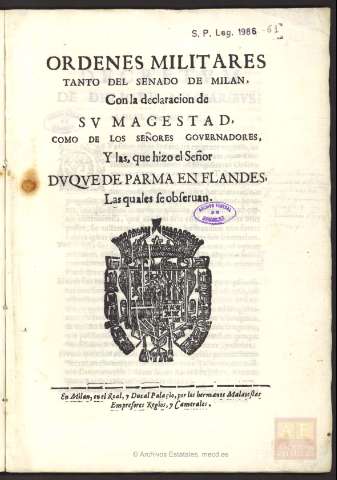 S. P. Leg. 1986 61
ORDENES MILITARES
TANTO DEL SENADO DE MILAN,
Con la declaracion de
SV MAGESTAD,
COMO DE LOS SEÑORES GOVERNADORES,
Y las, que hizo el Señor
DVQVE DE PARMA EN FLANDES,
Las quales se obseruan.
En Milan, en el Real, y Ducal Palacio, por los hermanos Malatestas
Empresores Regios, y Camerales.
© Archivos Estatales, mecd.es